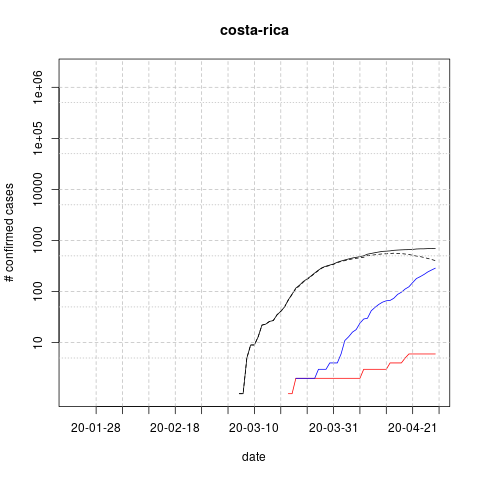 costa-rica
# confirmed cases
1e+06
1e+05
10000
1000
100
10
20-01-28
20-02-18
20-03-10
20-03-31
20-04-21
date